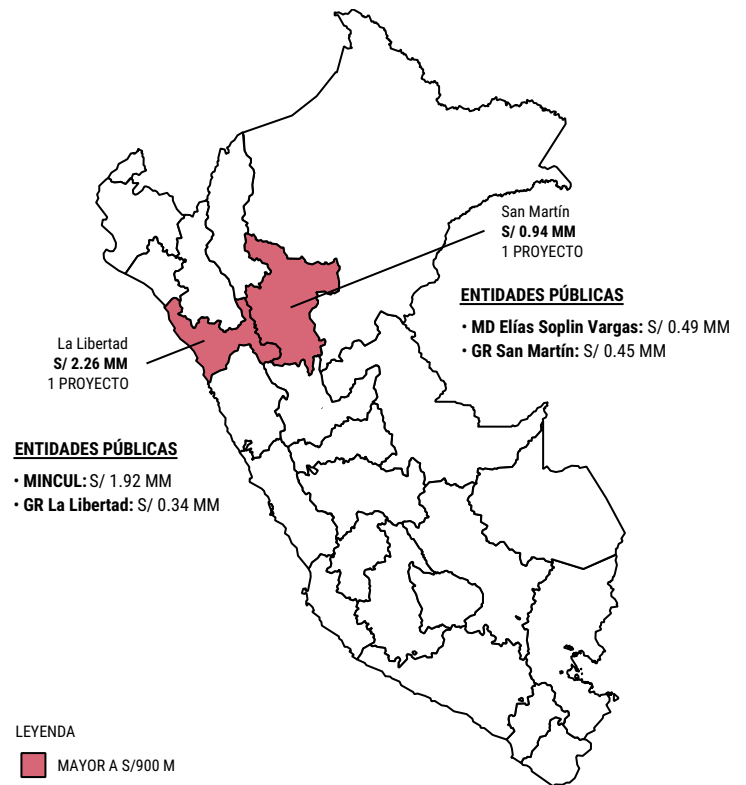 San Martín
S/ 0.94 MM
1 PROYECTO
ENTIDADES PÚBLICAS
• MD Elías Soplin Vargas: S/ 0.49 MM
• GR San Martín: S/ 0.45 MM
La Libertad
S/ 2.26 MM
1 PROYECTO
ENTIDADES PÚBLICAS
• MINCUL: S/ 1.92 MM
• GR La Libertad: S/ 0.34 MM
LEYENDA
MAYOR A S/900 M